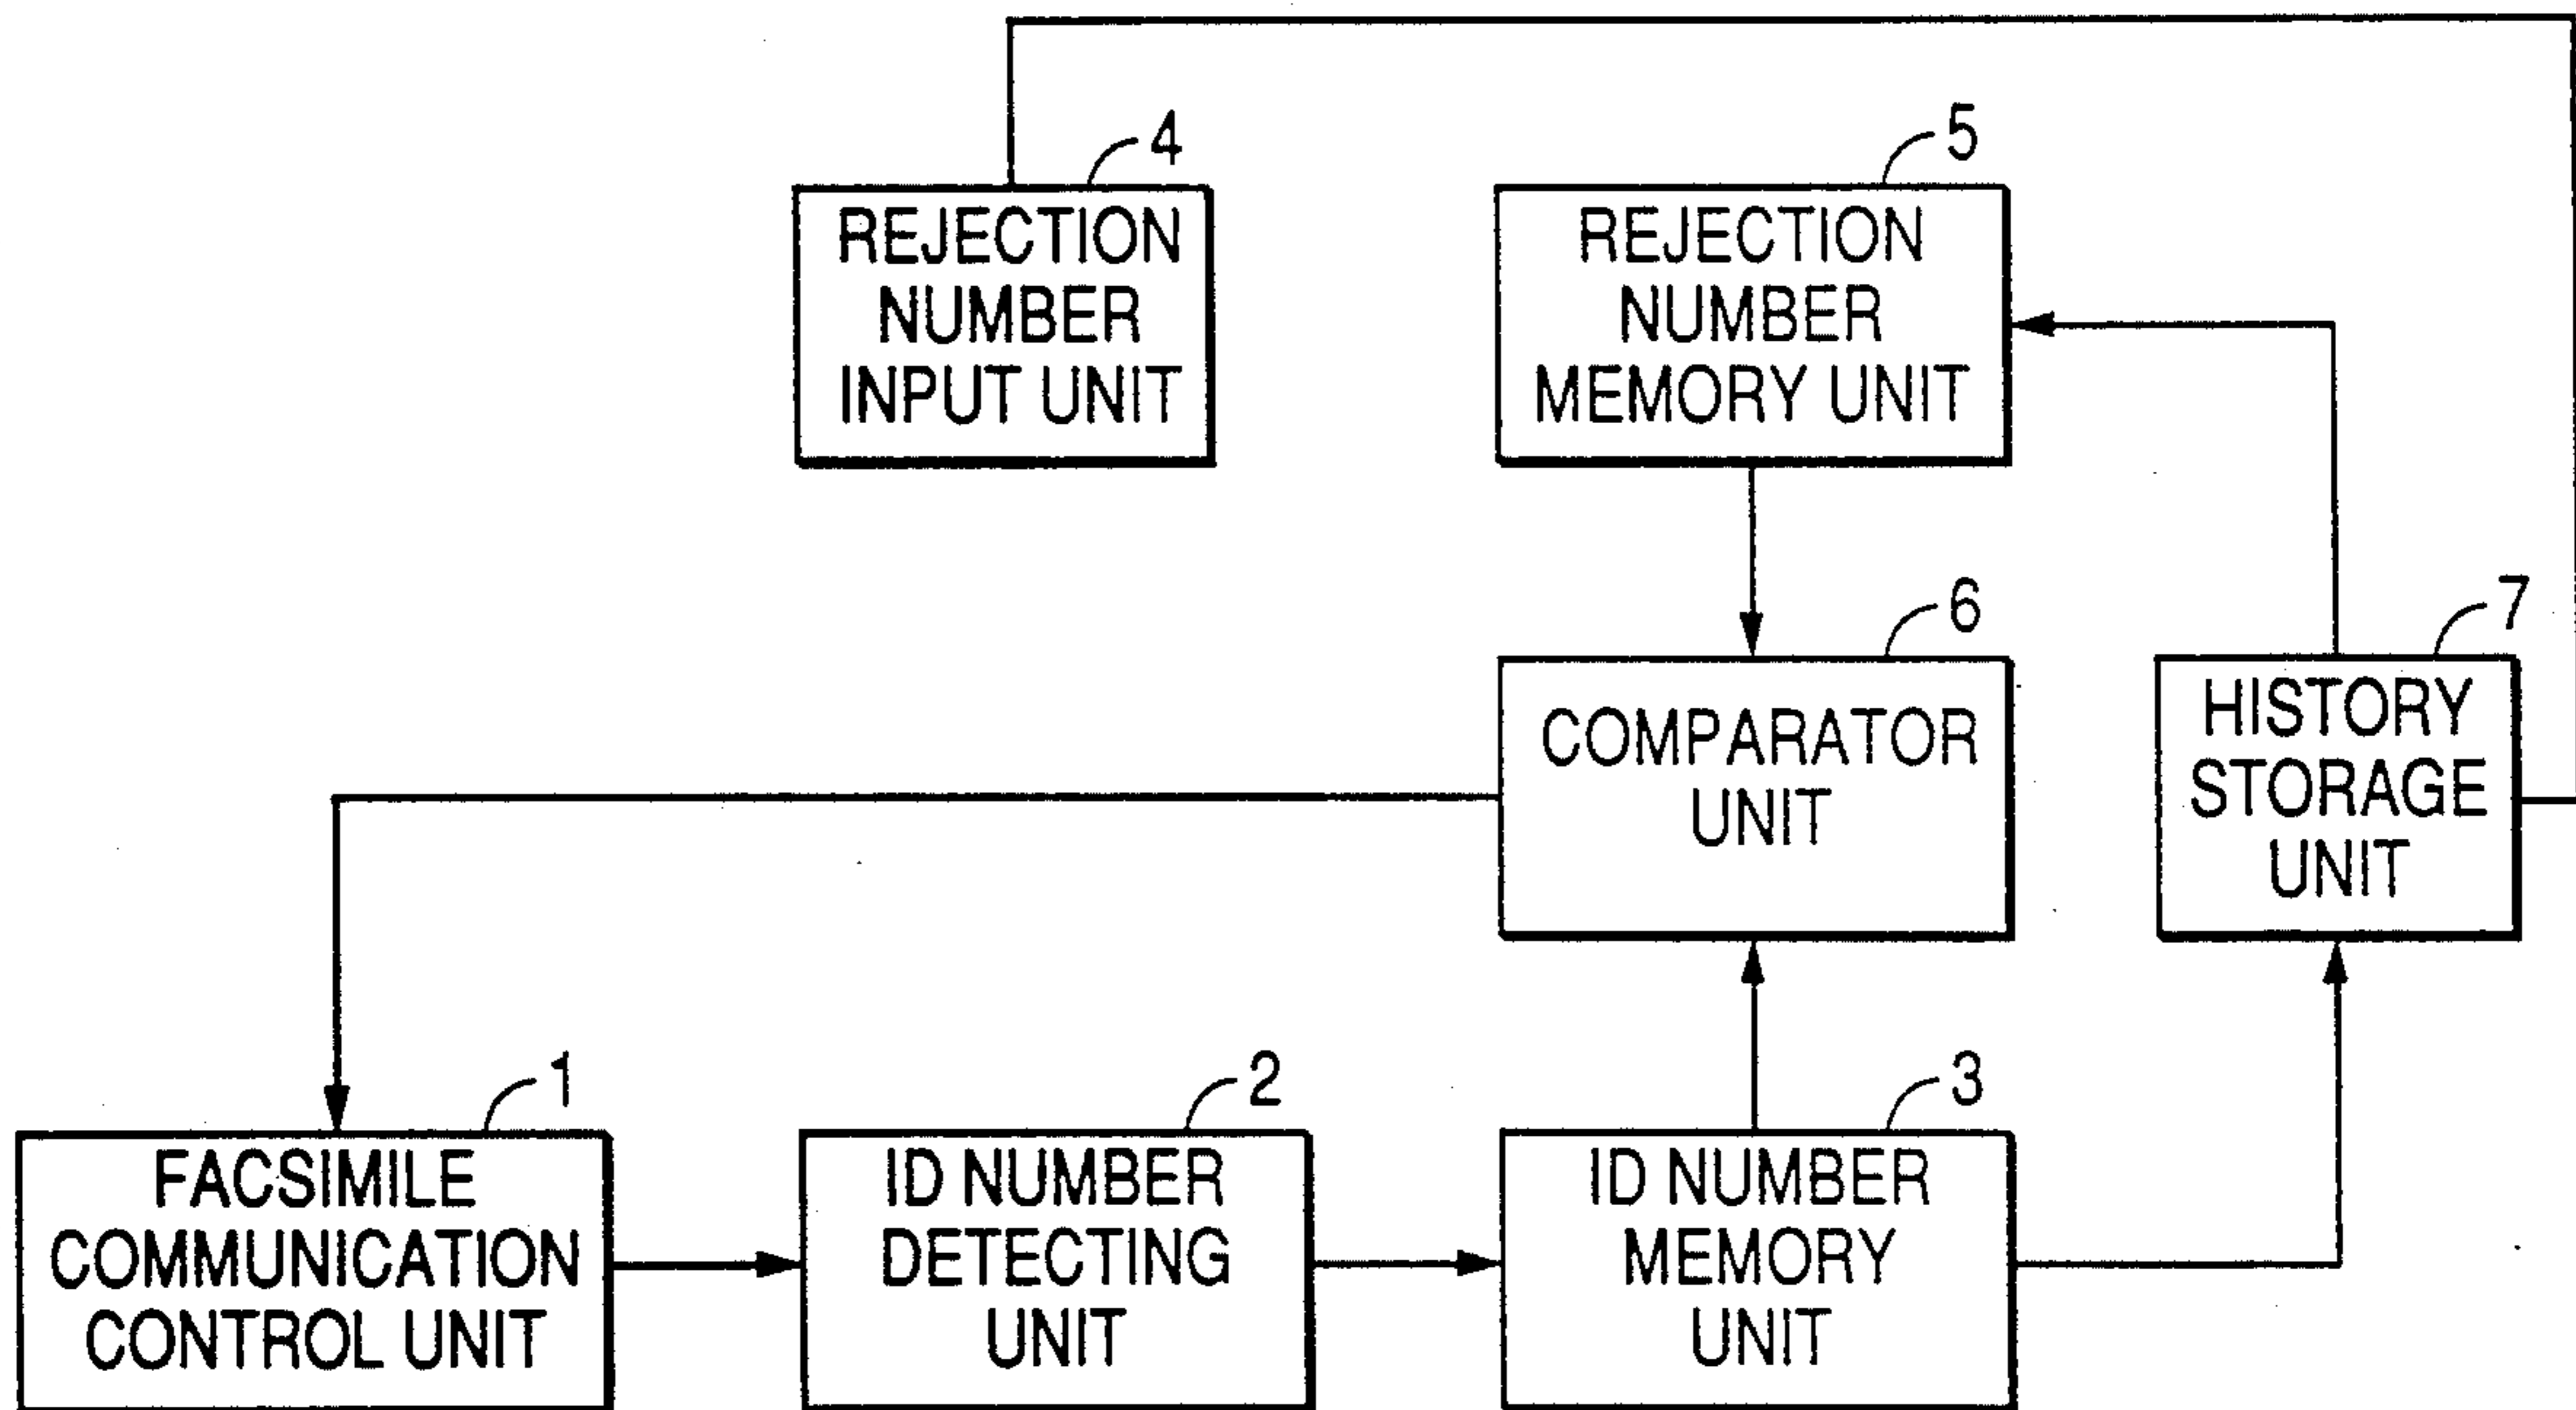 4
REJECTION
NUMBER
INPUT UNIT
5
REJECTION
NUMBER
MEMORY UNIT
6
COMPARATOR
UNIT
7
HISTORY
STORAGE
UNIT
1
FACSIMILE
COMMUNICATION
CONTROL UNIT
2
ID NUMBER
DETECTING
UNIT
3
ID NUMBER
MEMORY
UNIT